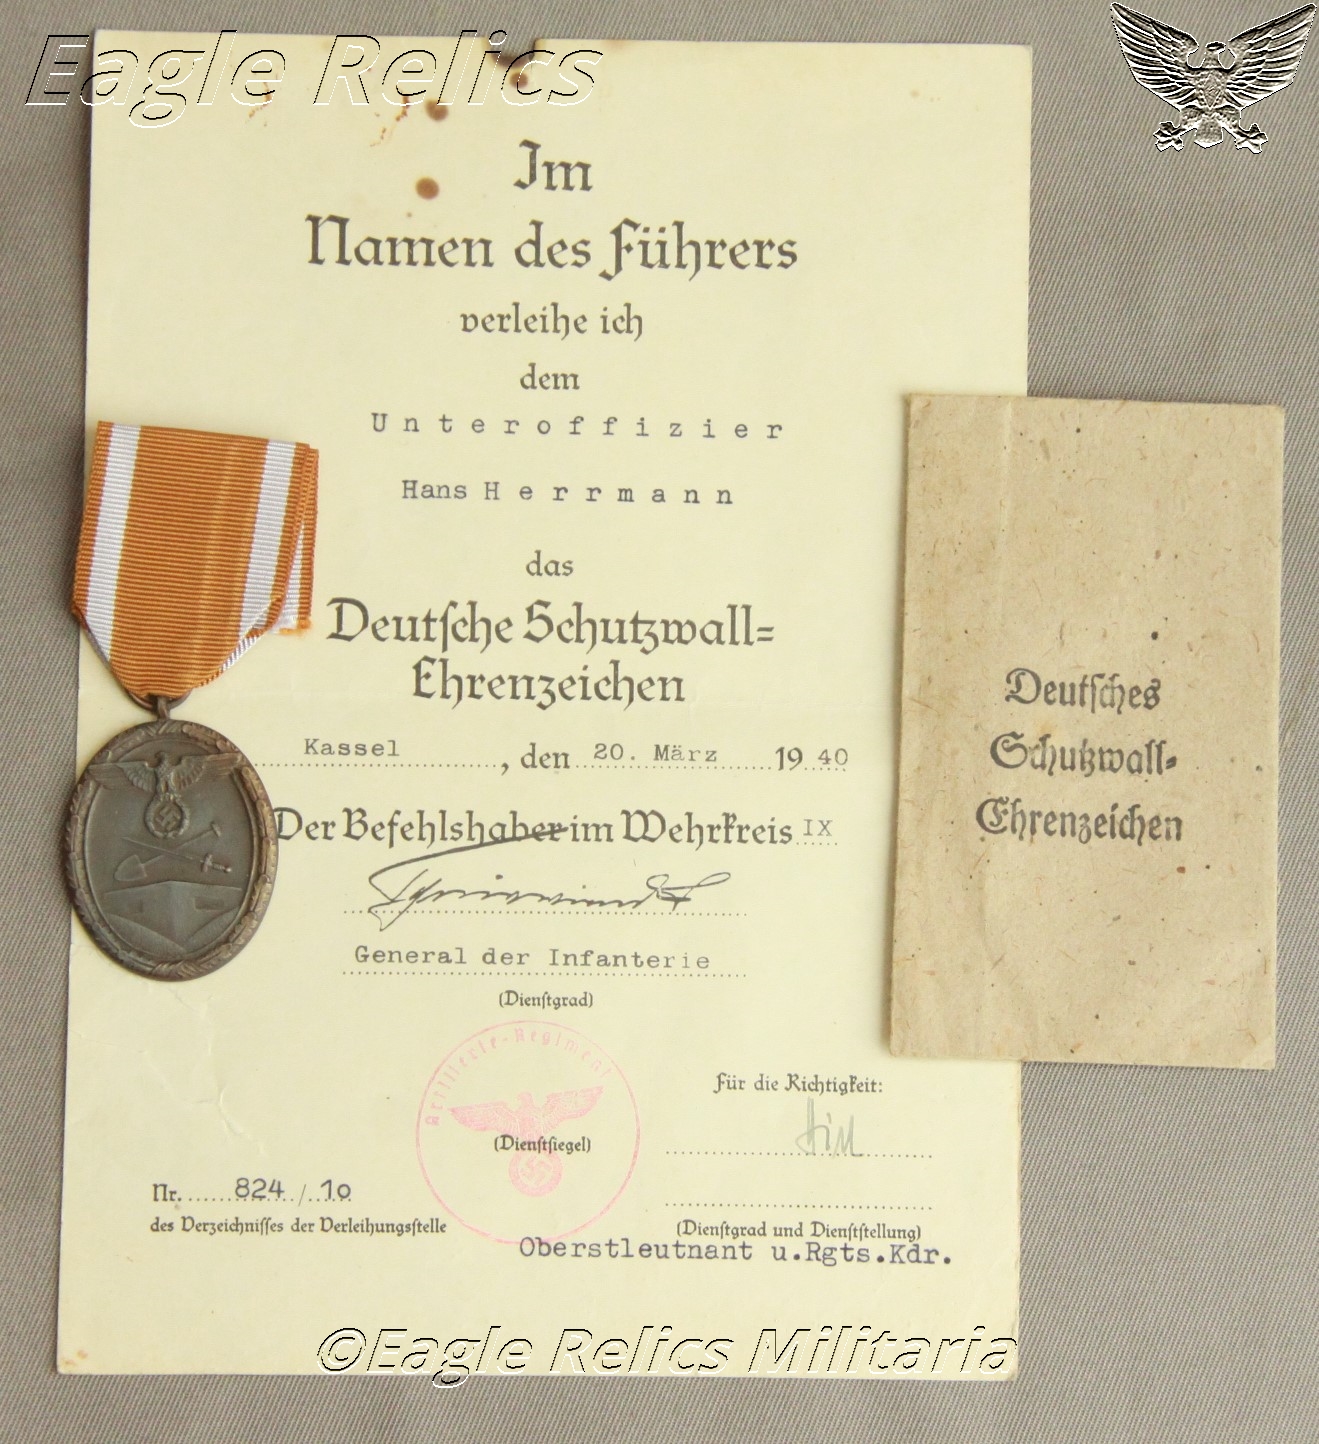 Eagle Relics
Im
Namen des Führers
verleihe ich
dem
Unteroffizier
Hans Herrmann
das
Deutsche Schutzwall=
Ehrenzeichen
Kassel, den 20. März 1940
Der Befehlshaber im Wehrkreis IX
General der Infanterie
(Dienstgrad)
Artillerie-Regiment
(Dienstsiegel)
Für die Richtigkeit:
Nr. 824/10
des Verzeichnisses der Verleihungsstelle
(Dienstgrad und Dienststellung)
Oberstleutnant u.Rgts.Kdr.
Deutsches
Schutzwall-
Ehrenzeichen
©Eagle Relics Militaria